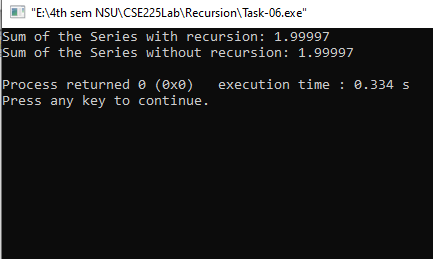 "E:\4th sem NSU\CSE225Lab\Recursion\Task-06.exe"
Sum of the Series with recursion: 1.99997
Sum of the Series without recursion: 1.99997
Process returned 0 (0x0)   execution time : 0.334 s
Press any key to continue.